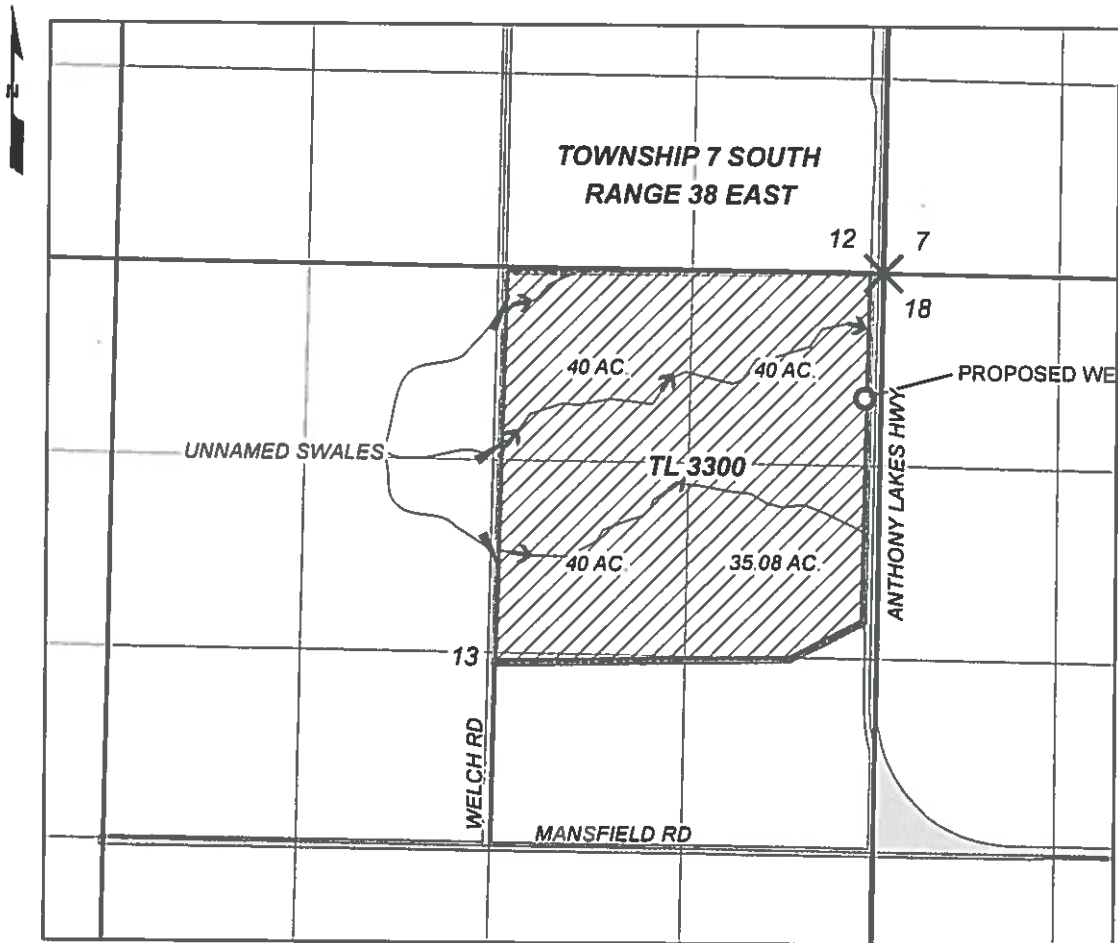 N
TOWNSHIP 7 SOUTH
RANGE 38 EAST
12 7
18
40 AC. 40 AC.
PROPOSED WE
UNNAMED SWALES
TL 3300
ANTHONY LAKES HWY
40 AC. 35.08 AC.
13
WELCH RD
MANSFIELD RD